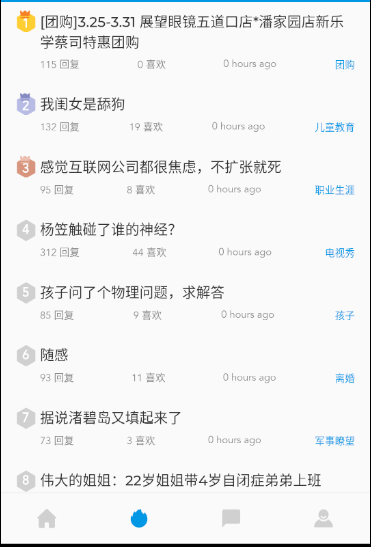 1
[团购]3.25-3.31 展望眼镜五道口店*潘家园店新乐
学蔡司特惠团购
115 回复 0 喜欢 0 hours ago 团购
2
我闺女是舔狗
132 回复 19 喜欢 0 hours ago 儿童教育
3
感觉互联网公司都很焦虑，不扩张就死
95 回复 8 喜欢 0 hours ago 职业生涯
4
杨笠触碰了谁的神经？
312 回复 44 喜欢 0 hours ago 电视秀
5
孩子问了个物理问题，求解答
85 回复 9 喜欢 0 hours ago 孩子
6
随感
93 回复 11 喜欢 0 hours ago 离婚
7
据说渚碧岛又填起来了
73 回复 3 喜欢 0 hours ago 军事瞭望
8
伟大的姐姐：22岁姐姐带4岁自闭症弟弟上班